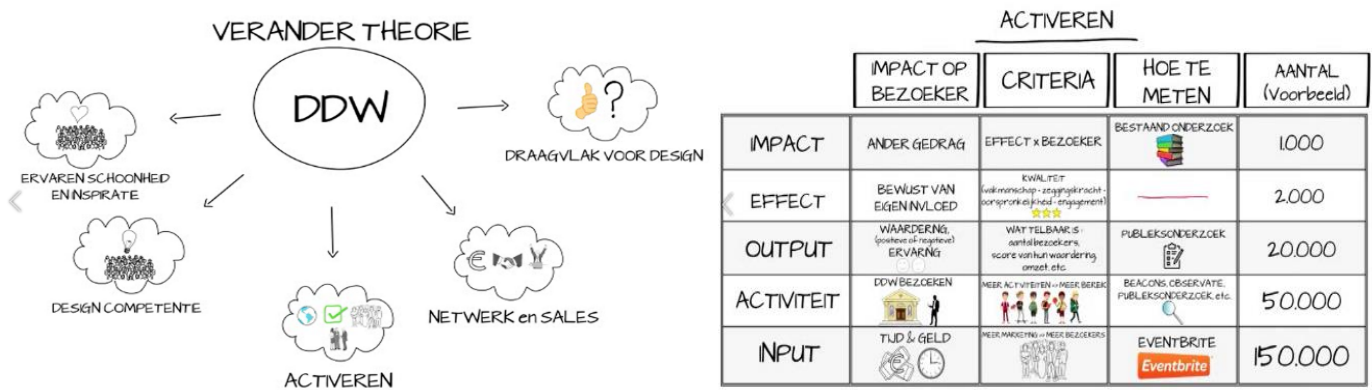 VERANDER THEORIE
DDW
ERVAREN SCHOONHEID
EN INSPIRATE
DESIGN COMPETENTE
ACTIVEREN
NETWERK en SALES
?
DRAAGVLAK VOOR DESIGN
ACTIVEREN
IMPACT OP
BEZOEKER
CRITERIA
HOE TE
METEN
AANTAL
(Voorbeeld)
IMPACT
ANDER GEDRAG
EFFECT x BEZOEKER
BESTAAND ONDERZOEK
1.000
EFFECT
BEWUST VAN
EIGEN INVLOED
KWALITEIT
(vakmanschap - zeggingskracht -
oorspronkelijkheid - engagement)
2.000
OUTPUT
WAARDERING,
(positieve of negatieve)
ERVARING
WAT TELBAAR IS:
aantal bezoekers,
score van hun waardering,
omzet, etc.
PUBLIEKSONDERZOEK
20.000
ACTIVITEIT
DDW BEZOEKEN
MEER ACTIVITEITEN => MEER BEREIK
BEACONS, OBSERVATE,
PUBLIEKSONDERZOEK, etc.
50.000
INPUT
TIJD & GELD
€
MEER MARKETING => MEER BEZOEKERS
EVENTBRITE
Eventbrite
150.000